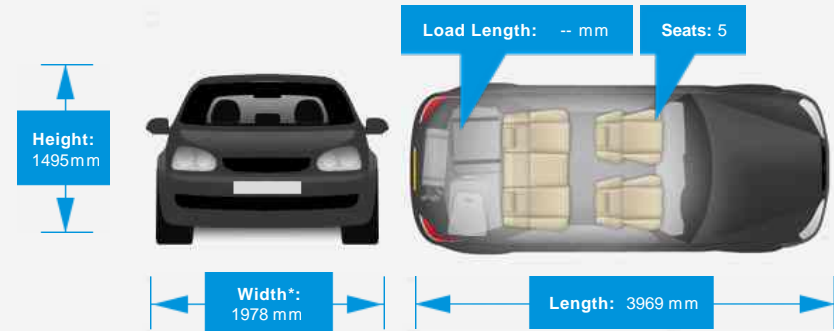 Load Length: -- mm
Seats: 5
Height:
1495mm
Width*:
1978 mm
Length: 3969 mm